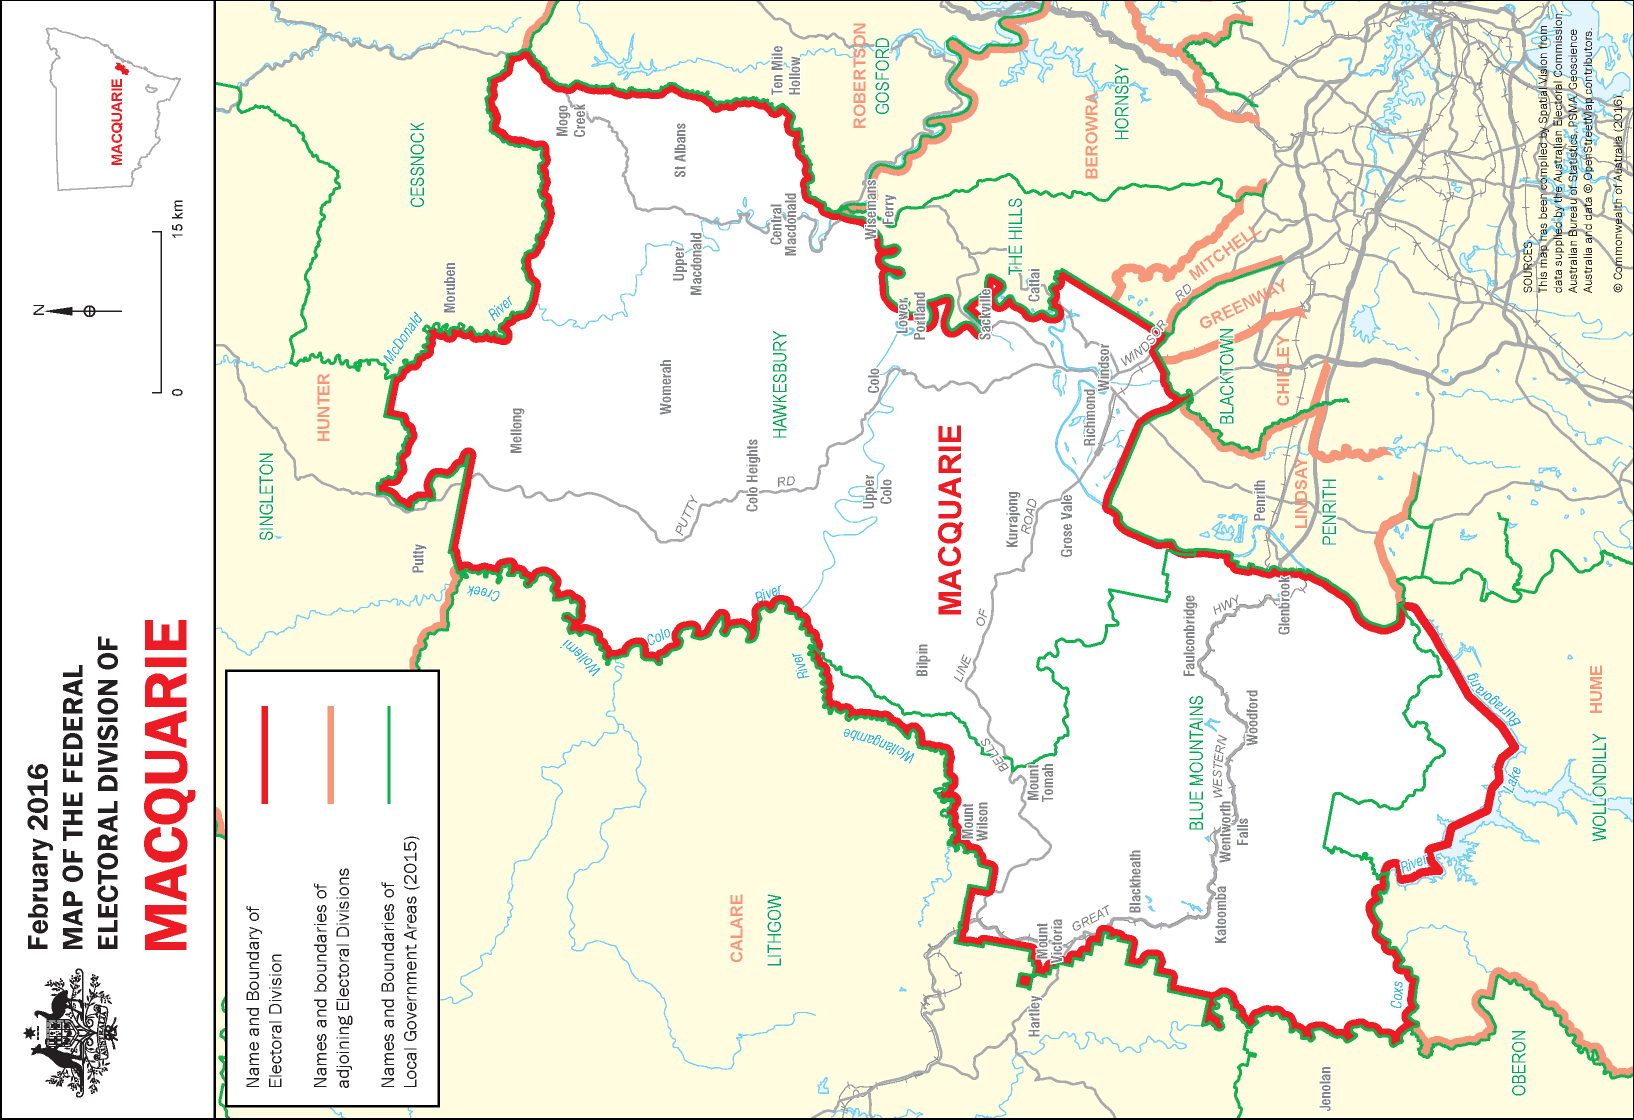 February 2016
MAP OF THE FEDERAL
ELECTORAL DIVISION OF
MACQUARIE
MACQUARIE
N
0
15 km
Name and Boundary of
Electoral Division
Names and boundaries of
adjoining Electoral Divisions
Names and Boundaries of
Local Government Areas (2015)
SINGLETON
HUNTER
CESSNOCK
Putty
McDonald
River
Moruben
Creek
Wollemi
Mellong
Mogo
Creek
Colo
River
PUTTY
RD
Womerah
St Albans
Upper
Macdonald
Ten Mile
Hollow
Colo Heights
HAWKESBURY
Central
Macdonald
ROBERTSON
GOSFORD
CALARE
LITHGOW
River
Wollangambe
Upper
Colo
Colo
Wisemans
Ferry
Lower
Portland
Bilpin
MACQUARIE
Sackville
THE HILLS
Cattai
BEROWRA
HORNSBY
Mount
Wilson
BELLS
LINE
OF
ROAD
Kurrajong
Grose Vale
Richmond
Windsor
WINDSOR
RD
MITCHELL
GREENWAY
Mount
Tomah
Hartley
Mount
Victoria
GREAT
WESTERN
HWY
Blackheath
Katoomba
Wentworth
Falls
Woodford
BLUE MOUNTAINS
Faulconbridge
Glenbrook
Penrith
LINDSAY
PENRITH
BLACKTOWN
CHIFLEY
Jenolan
Coxs
River
Lake
Burragorang
OBERON
WOLLONDILLY
HUME
SOURCES
This map has been compiled by Spatial Vision from
data supplied by the Australian Electoral Commission,
Australian Bureau of Statistics, PSMA, Geoscience
Australia and data © OpenStreetMap contributors.
© Commonwealth of Australia (2016)